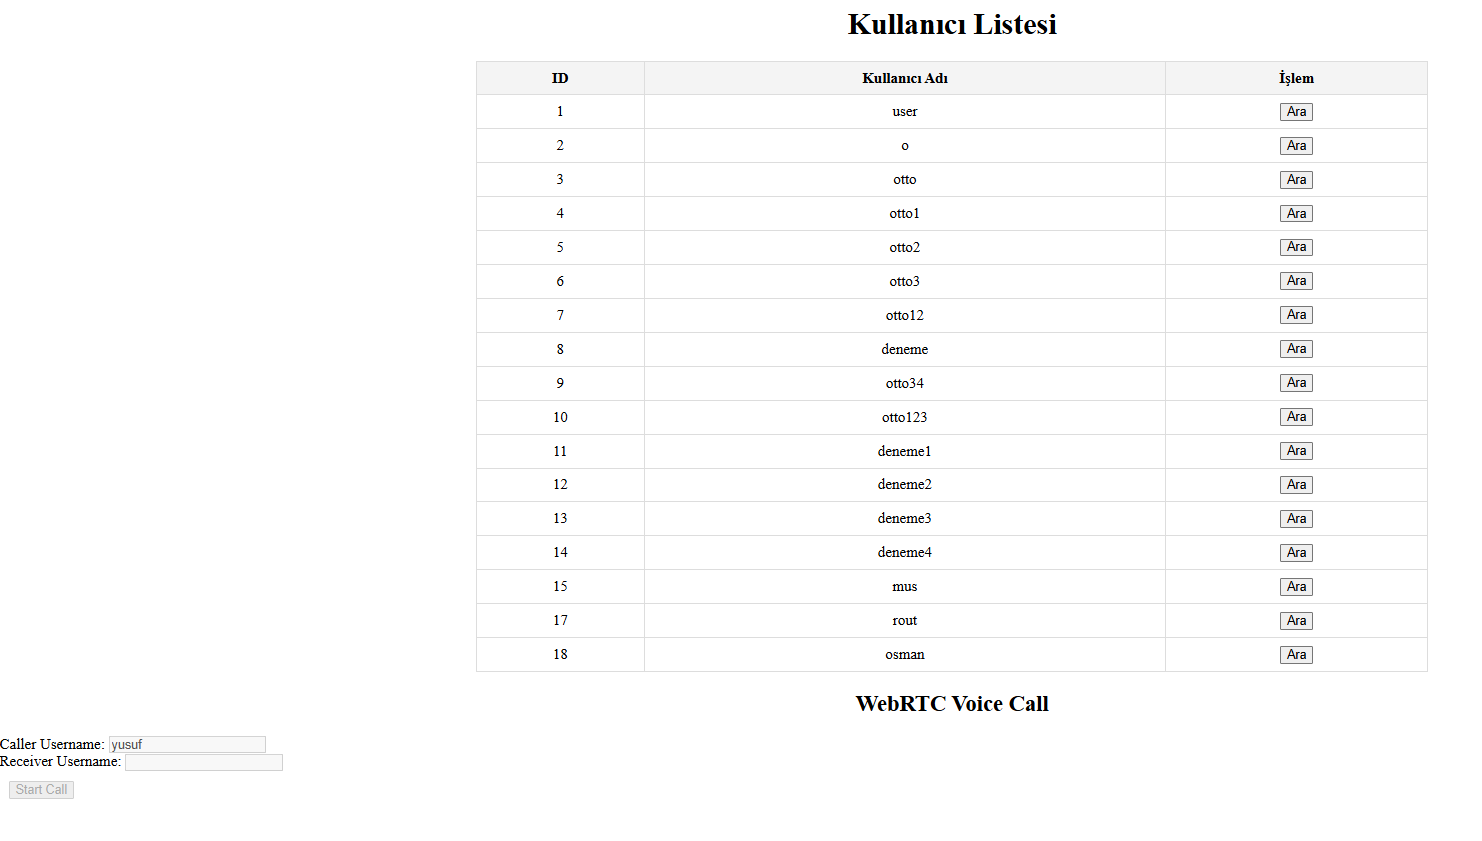 Kullanıcı Listesi
ID Kullanıcı Adı İşlem
1 user Ara
2 o Ara
3 otto Ara
4 otto1 Ara
5 otto2 Ara
6 otto3 Ara
7 otto12 Ara
8 deneme Ara
9 otto34 Ara
10 otto123 Ara
11 deneme1 Ara
12 deneme2 Ara
13 deneme3 Ara
14 deneme4 Ara
15 mus Ara
17 rout Ara
18 osman Ara
WebRTC Voice Call
Caller Username: yusuf
Receiver Username:
Start Call